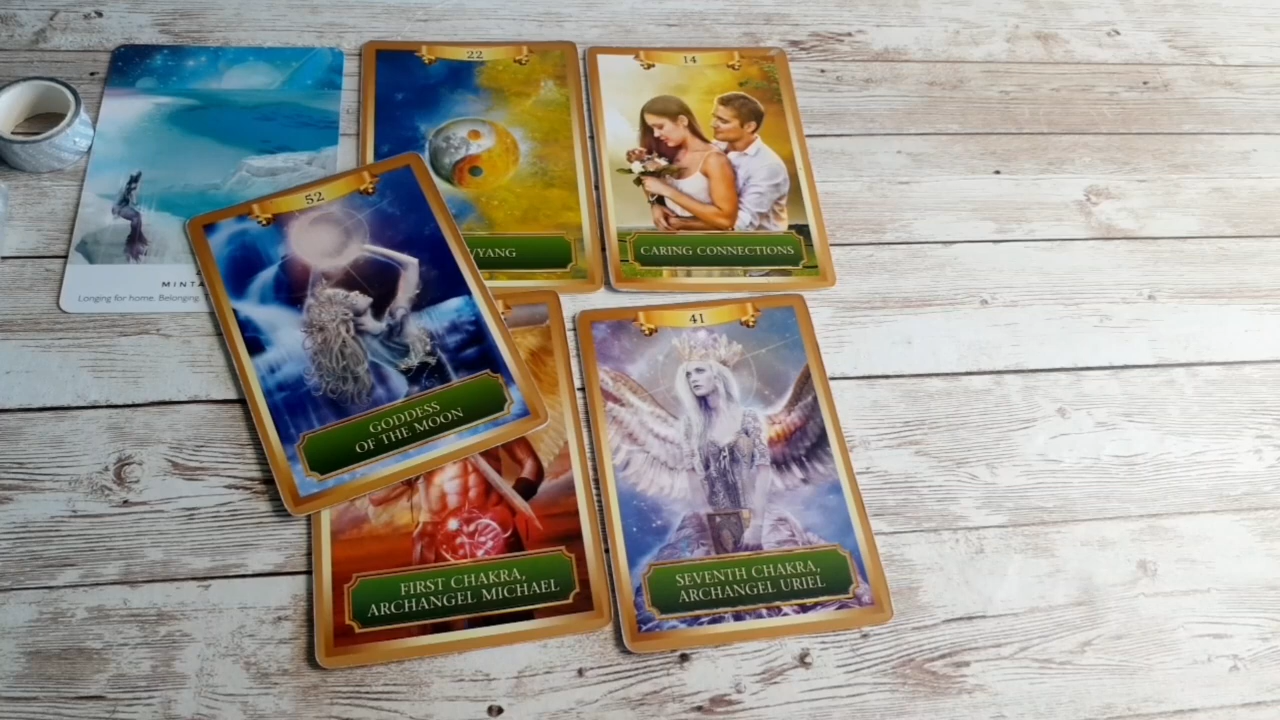 22
/YANG
14
CARING CONNECTIONS
MINTA
Longing for home. Belonging.
52
GODDESS
OF THE MOON
FIRST CHAKRA,
ARCHANGEL MICHAEL
41
SEVENTH CHAKRA,
ARCHANGEL URIEL